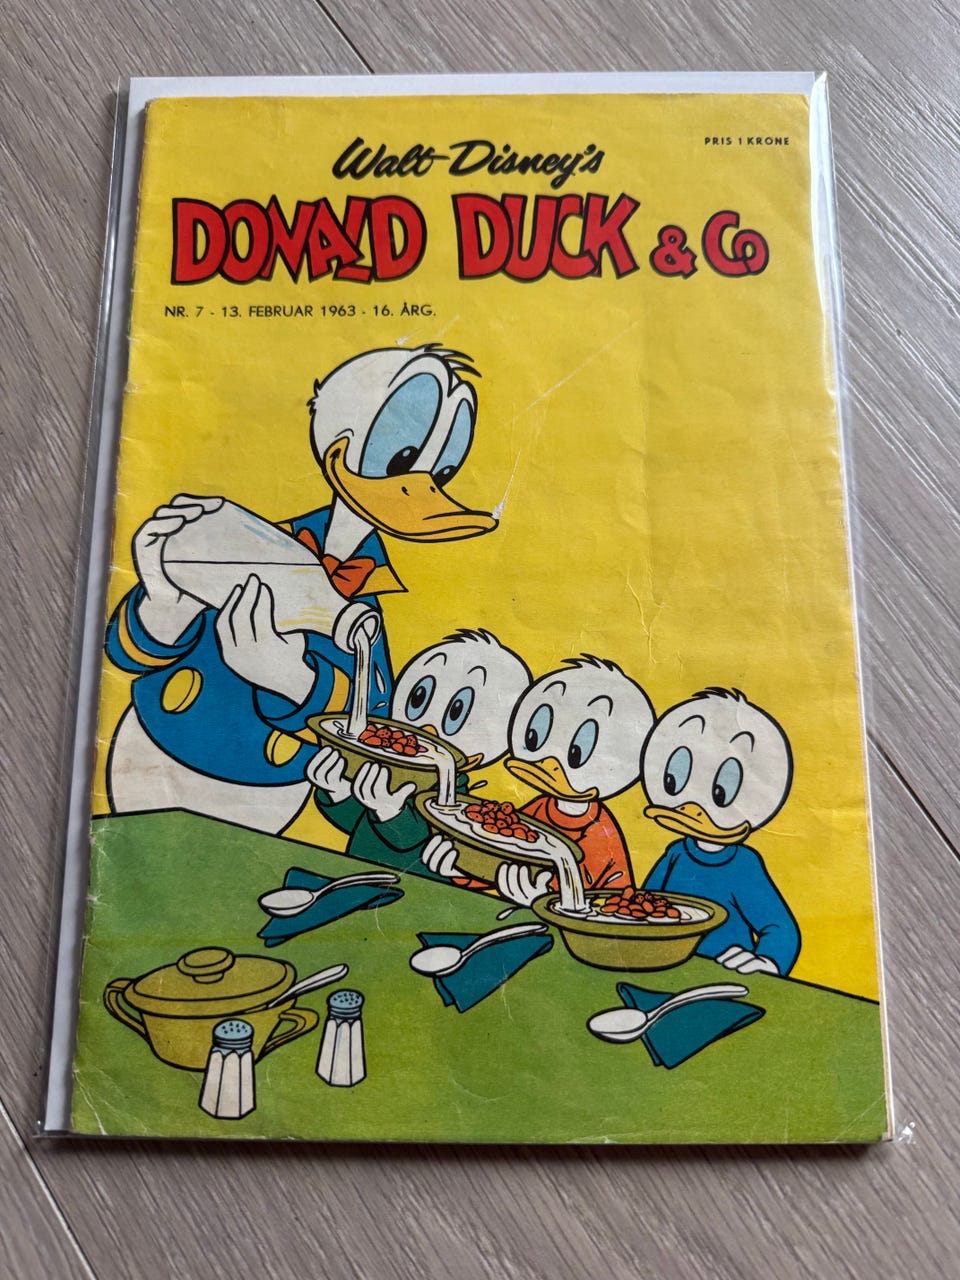 PRIS 1 KRONE
Walt Disney's
DONALD DUCK & Co
NR. 7 - 13. FEBRUAR 1963 - 16. ÅRG.